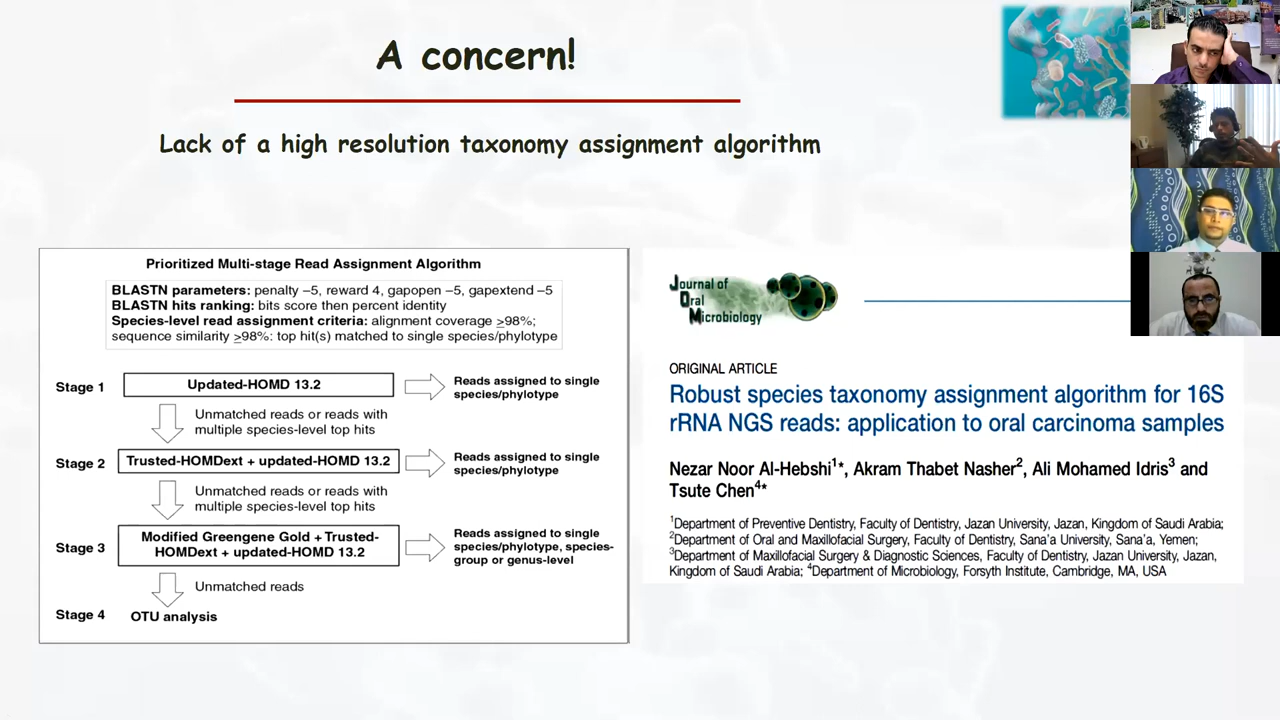 A concern!
Lack of a high resolution taxonomy assignment algorithm
Prioritized Multi-stage Read Assignment Algorithm
BLASTN parameters: penalty –5, reward 4, gapopen –5, gapextend –5
BLASTN hits ranking: bits score then percent identity
Species-level read assignment criteria: alignment coverage ≥98%;
sequence similarity ≥98%: top hit(s) matched to single species/phylotype
Stage 1
Updated-HOMD 13.2
Reads assigned to single
species/phylotype
Unmatched reads or reads with
multiple species-level top hits
Stage 2
Trusted-HOMDext + updated-HOMD 13.2
Reads assigned to single
species/phylotype
Unmatched reads or reads with
multiple species-level top hits
Stage 3
Modified Greengene Gold + Trusted-
HOMDext + updated-HOMD 13.2
Reads assigned to single
species/phylotype, species-
group or genus-level
Unmatched reads
Stage 4
OTU analysis
Journal of
Oral
Microbiology
ORIGINAL ARTICLE
Robust species taxonomy assignment algorithm for 16S
rRNA NGS reads: application to oral carcinoma samples
Nezar Noor Al-Hebshi1*, Akram Thabet Nasher2, Ali Mohamed Idris3 and
Tsute Chen4*
1Department of Preventive Dentistry, Faculty of Dentistry, Jazan University, Jazan, Kingdom of Saudi Arabia;
2Department of Oral and Maxillofacial Surgery, Faculty of Dentistry, Sana'a University, Sana'a, Yemen;
3Department of Maxillofacial Surgery & Diagnostic Sciences, Faculty of Dentistry, Jazan University, Jazan,
Kingdom of Saudi Arabia; 4Department of Microbiology, Forsyth Institute, Cambridge, MA, USA